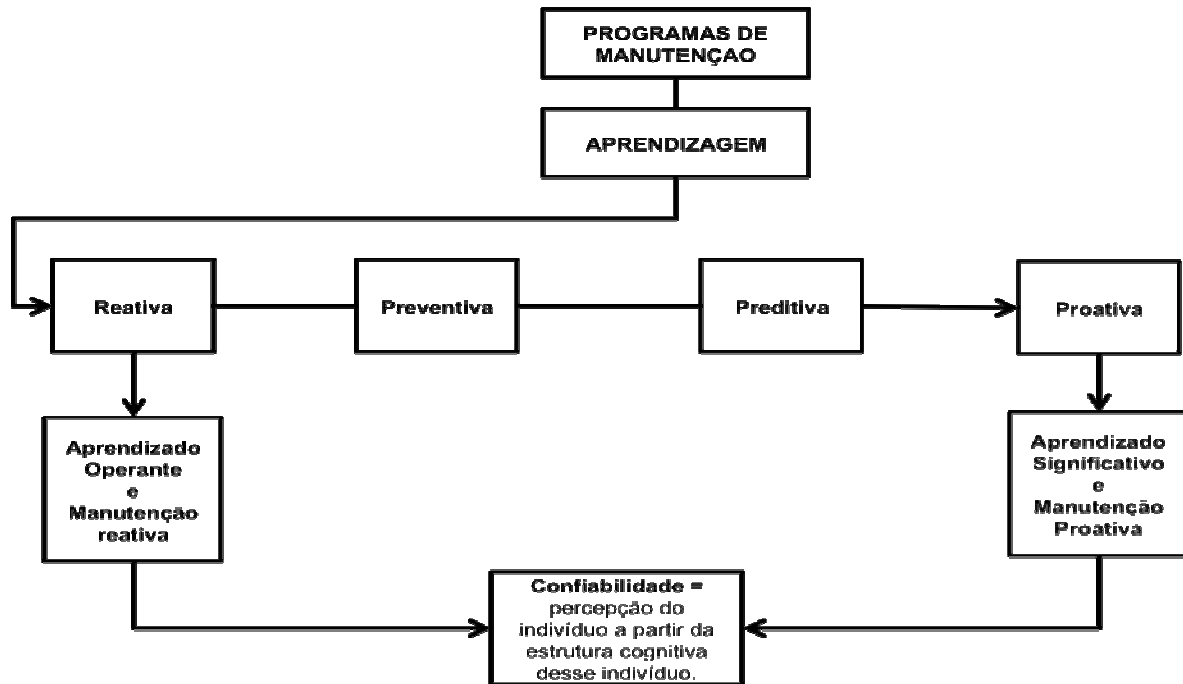 PROGRAMAS DE
MANUTENÇAO
APRENDIZAGEM
Reativa
Preventiva
Preditiva
Proativa
Aprendizado
Operante
e
Manutenção
reativa
Aprendizado
Significativo
e
Manutenção
Proativa
Confiabilidade =
percepção do
indivíduo a partir da
estrutura cognitiva
desse indivíduo.